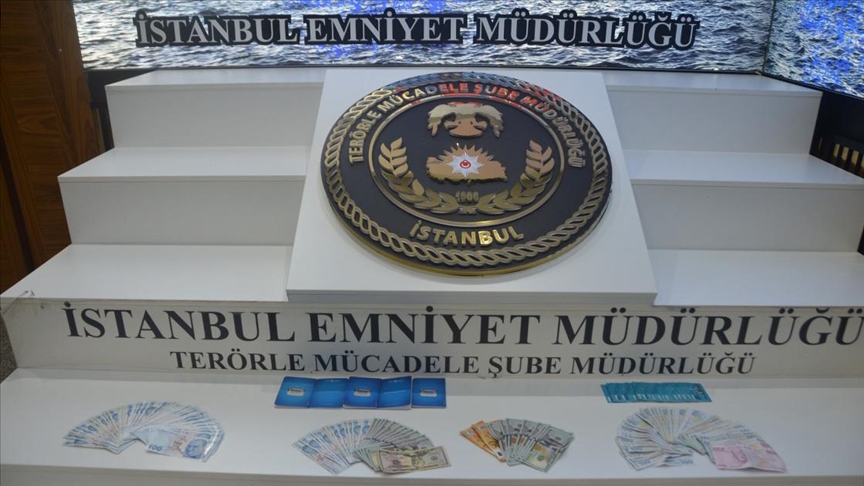 İSTANBUL EMNİYET MÜDÜRLÜĞÜ
TERÖRLE MÜCADELE ŞUBE MÜDÜRLÜĞÜ
İSTANBUL
İSTANBUL EMNİYET MÜDÜRLÜĞÜ
TERÖRLE MÜCADELE ŞUBE MÜDÜRLÜĞÜ